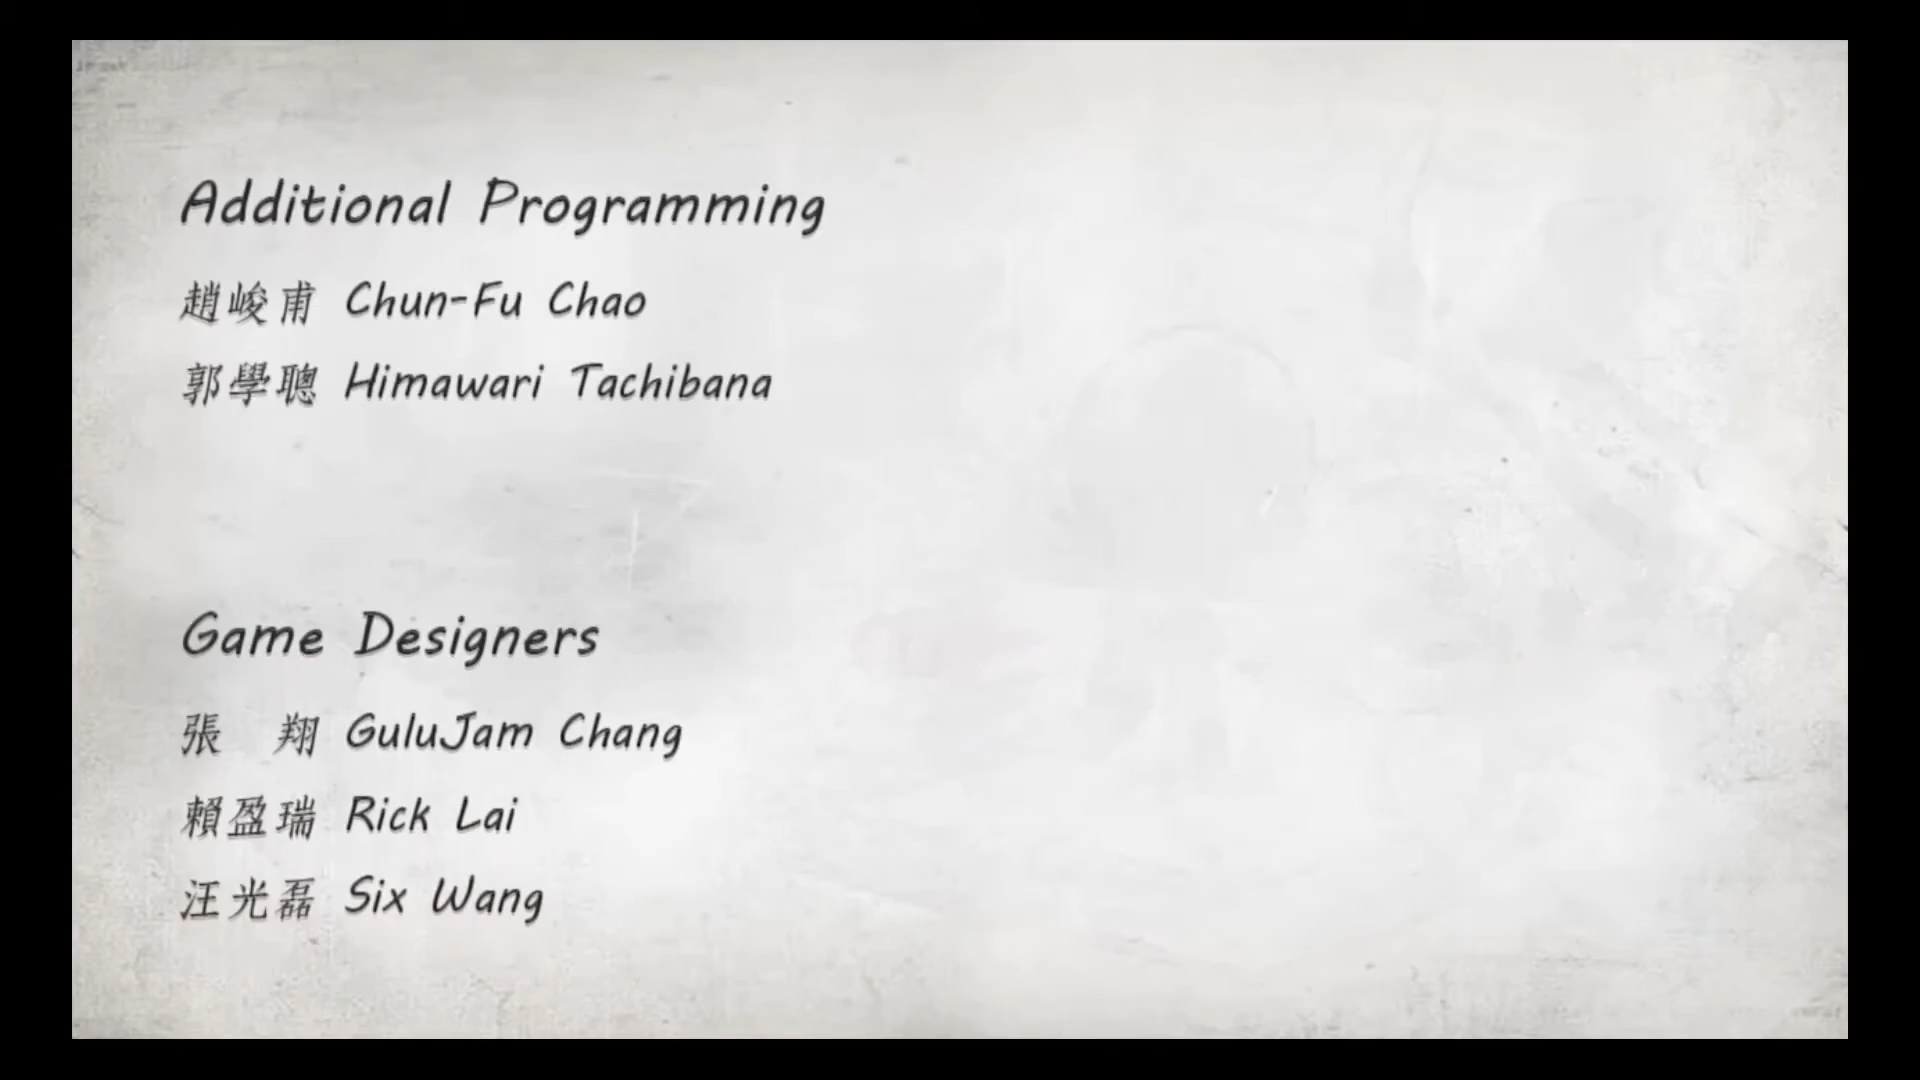 Additional Programming
趙峻甫 Chun-Fu Chao
郭學聰 Himawari Tachibana
Game Designers
張　翔 GuluJam Chang
賴盈瑞 Rick Lai
汪光磊 Six Wang